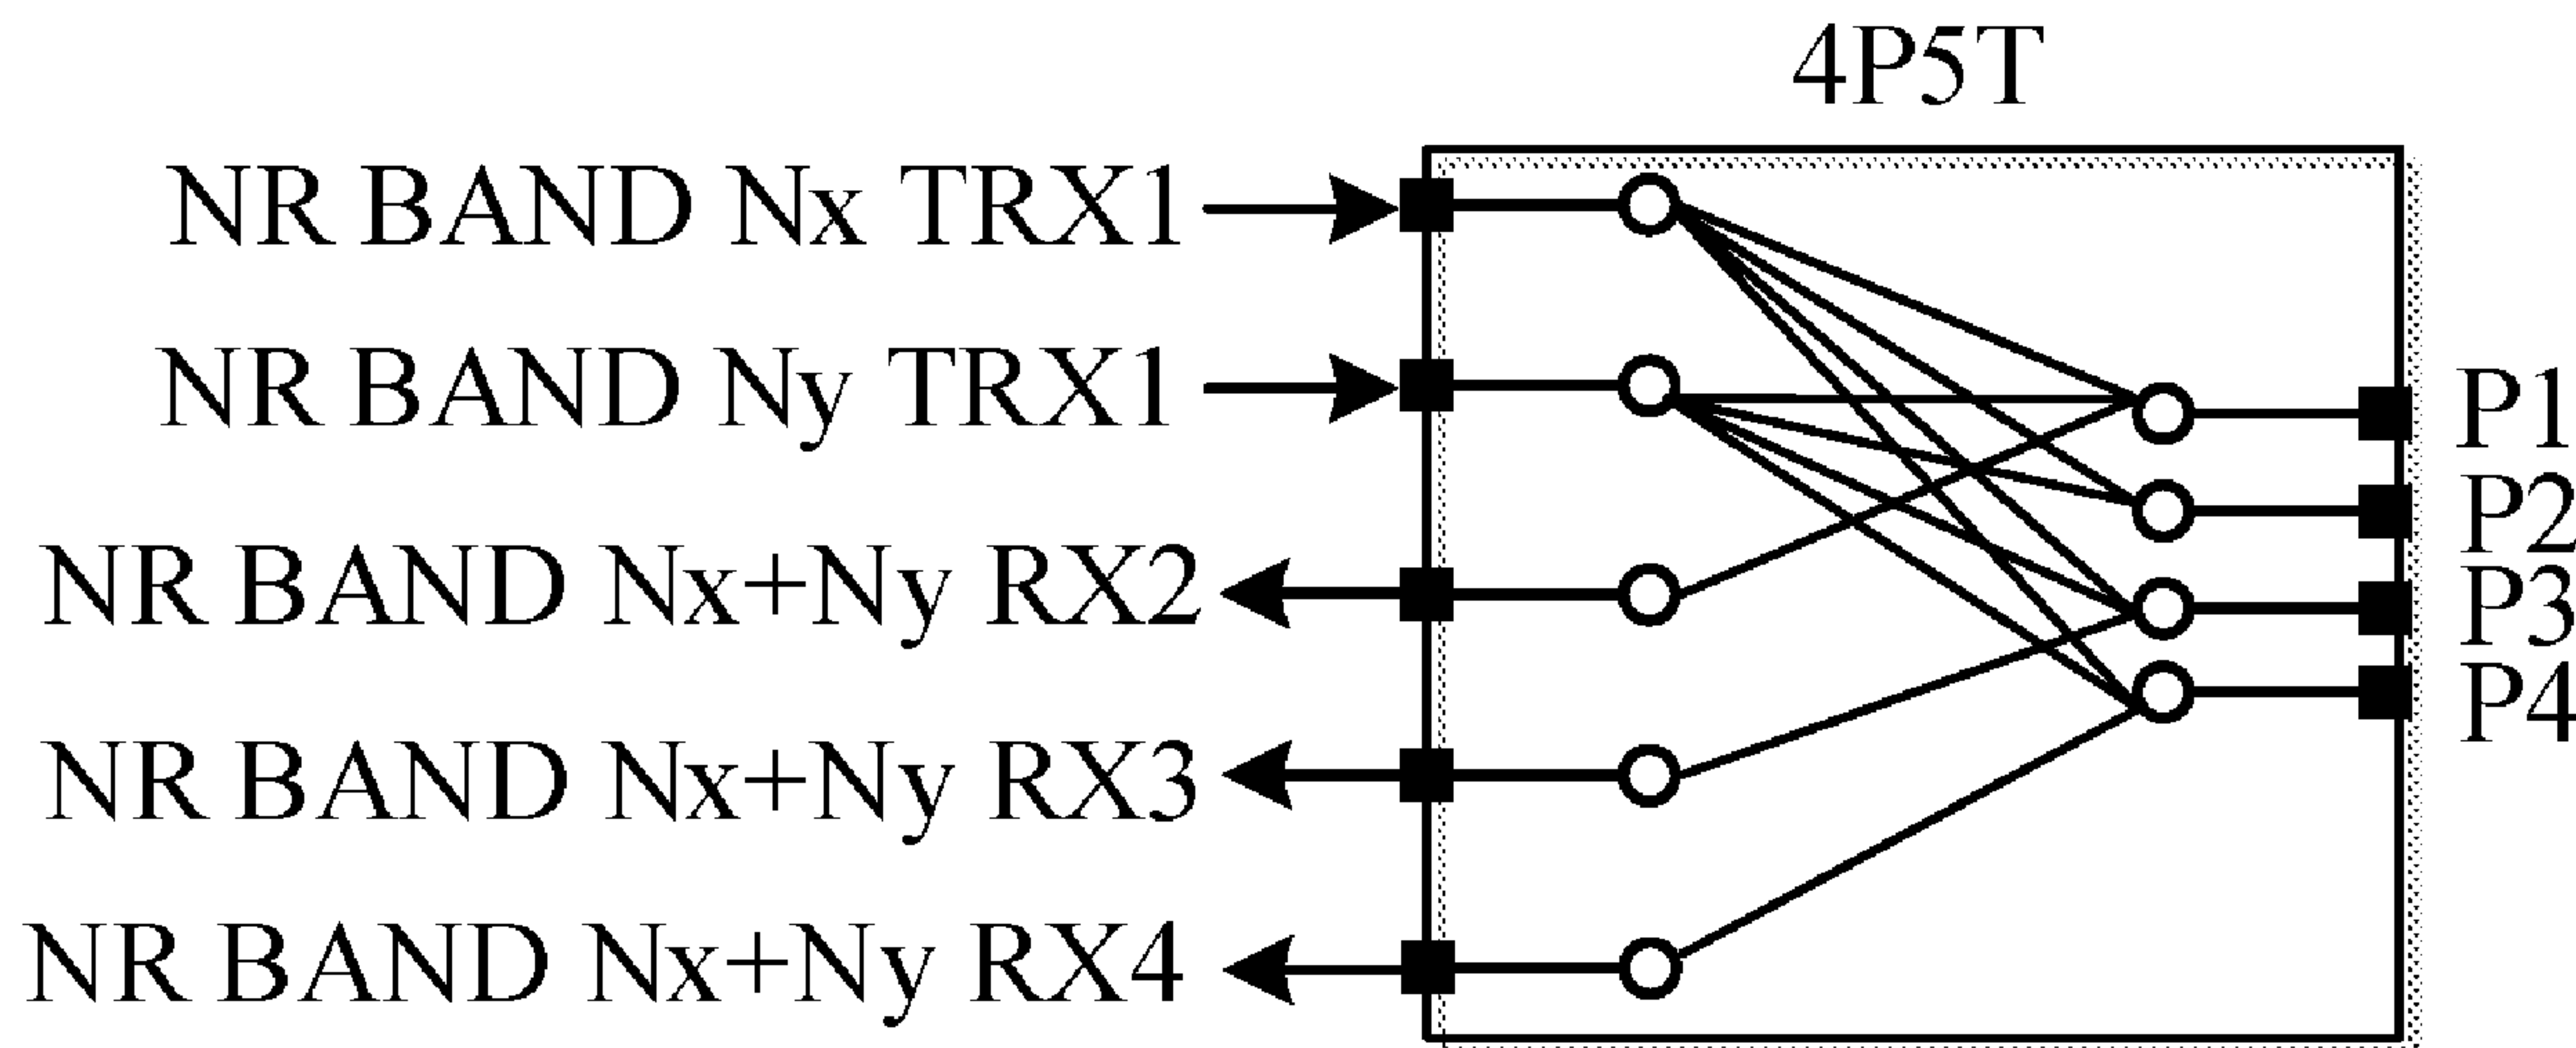 4P5T
NR BAND Nx TRX1
NR BAND Ny TRX1
NR BAND Nx+Ny RX2
NR BAND Nx+Ny RX3
NR BAND Nx+Ny RX4
P1
P2
P3
P4